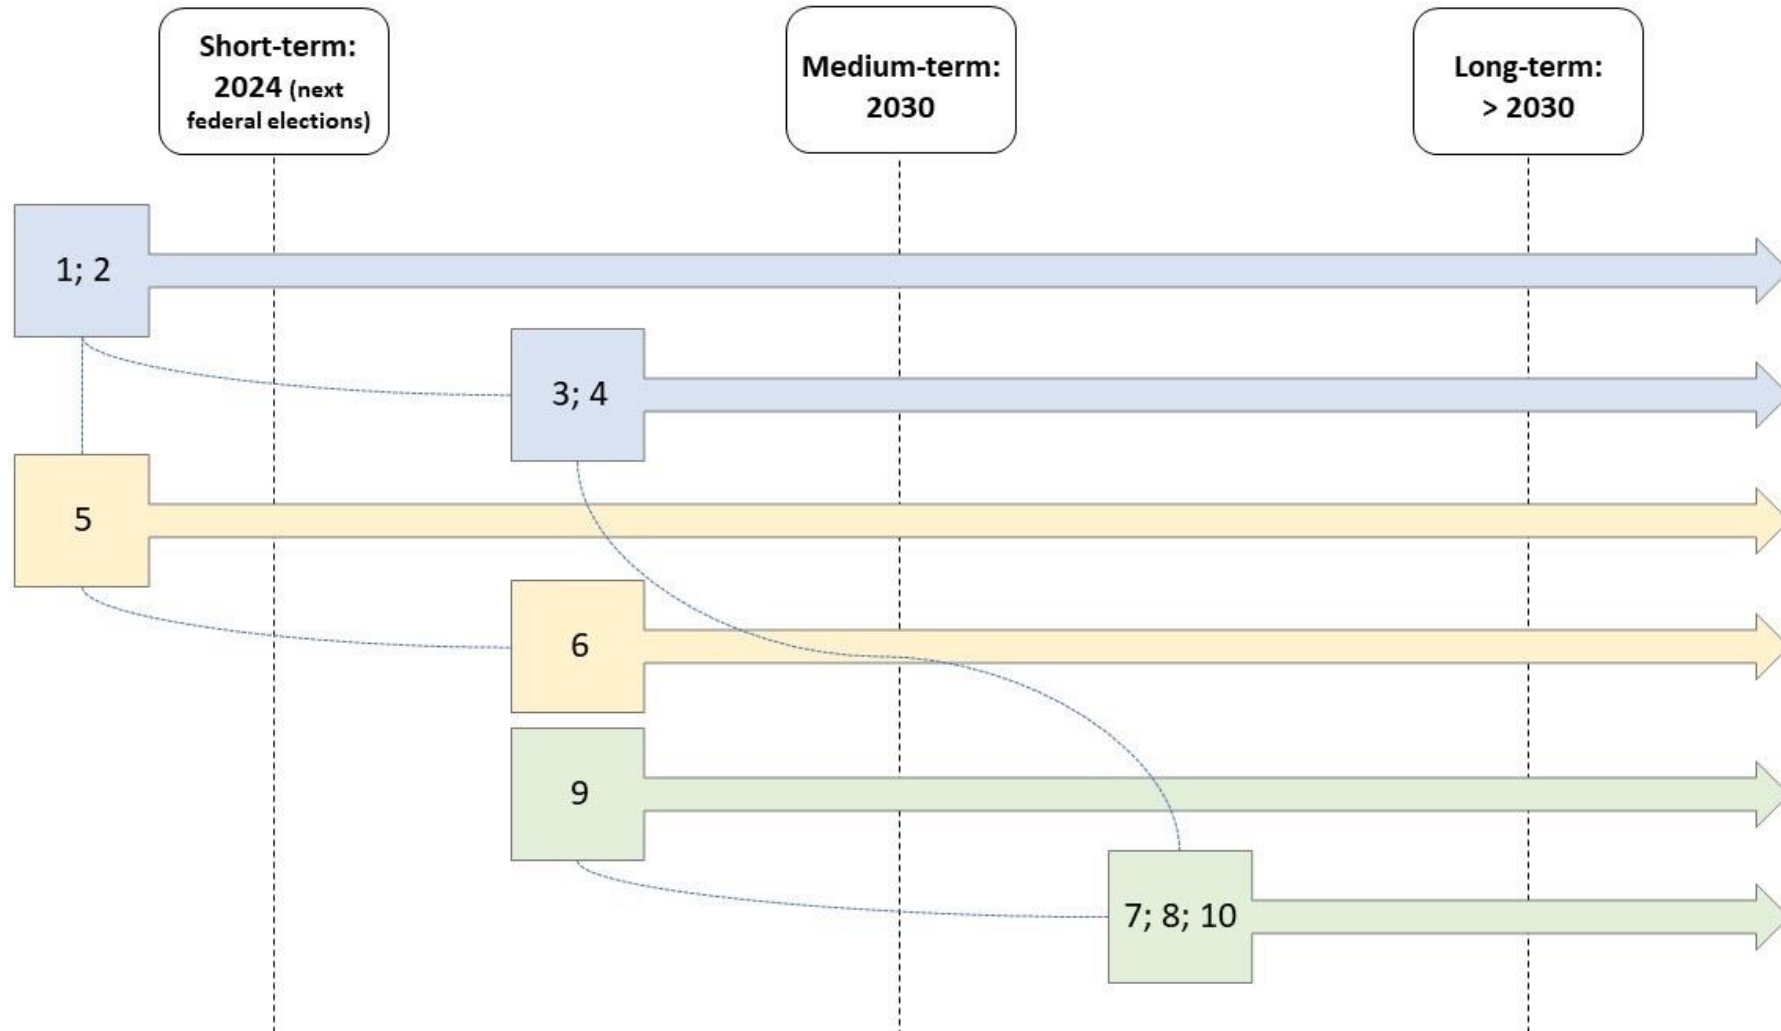 Short-term:
2024 (next
federal elections)
Medium-term:
2030
Long-term:
> 2030
1; 2
3; 4
5
6
9
7; 8; 10